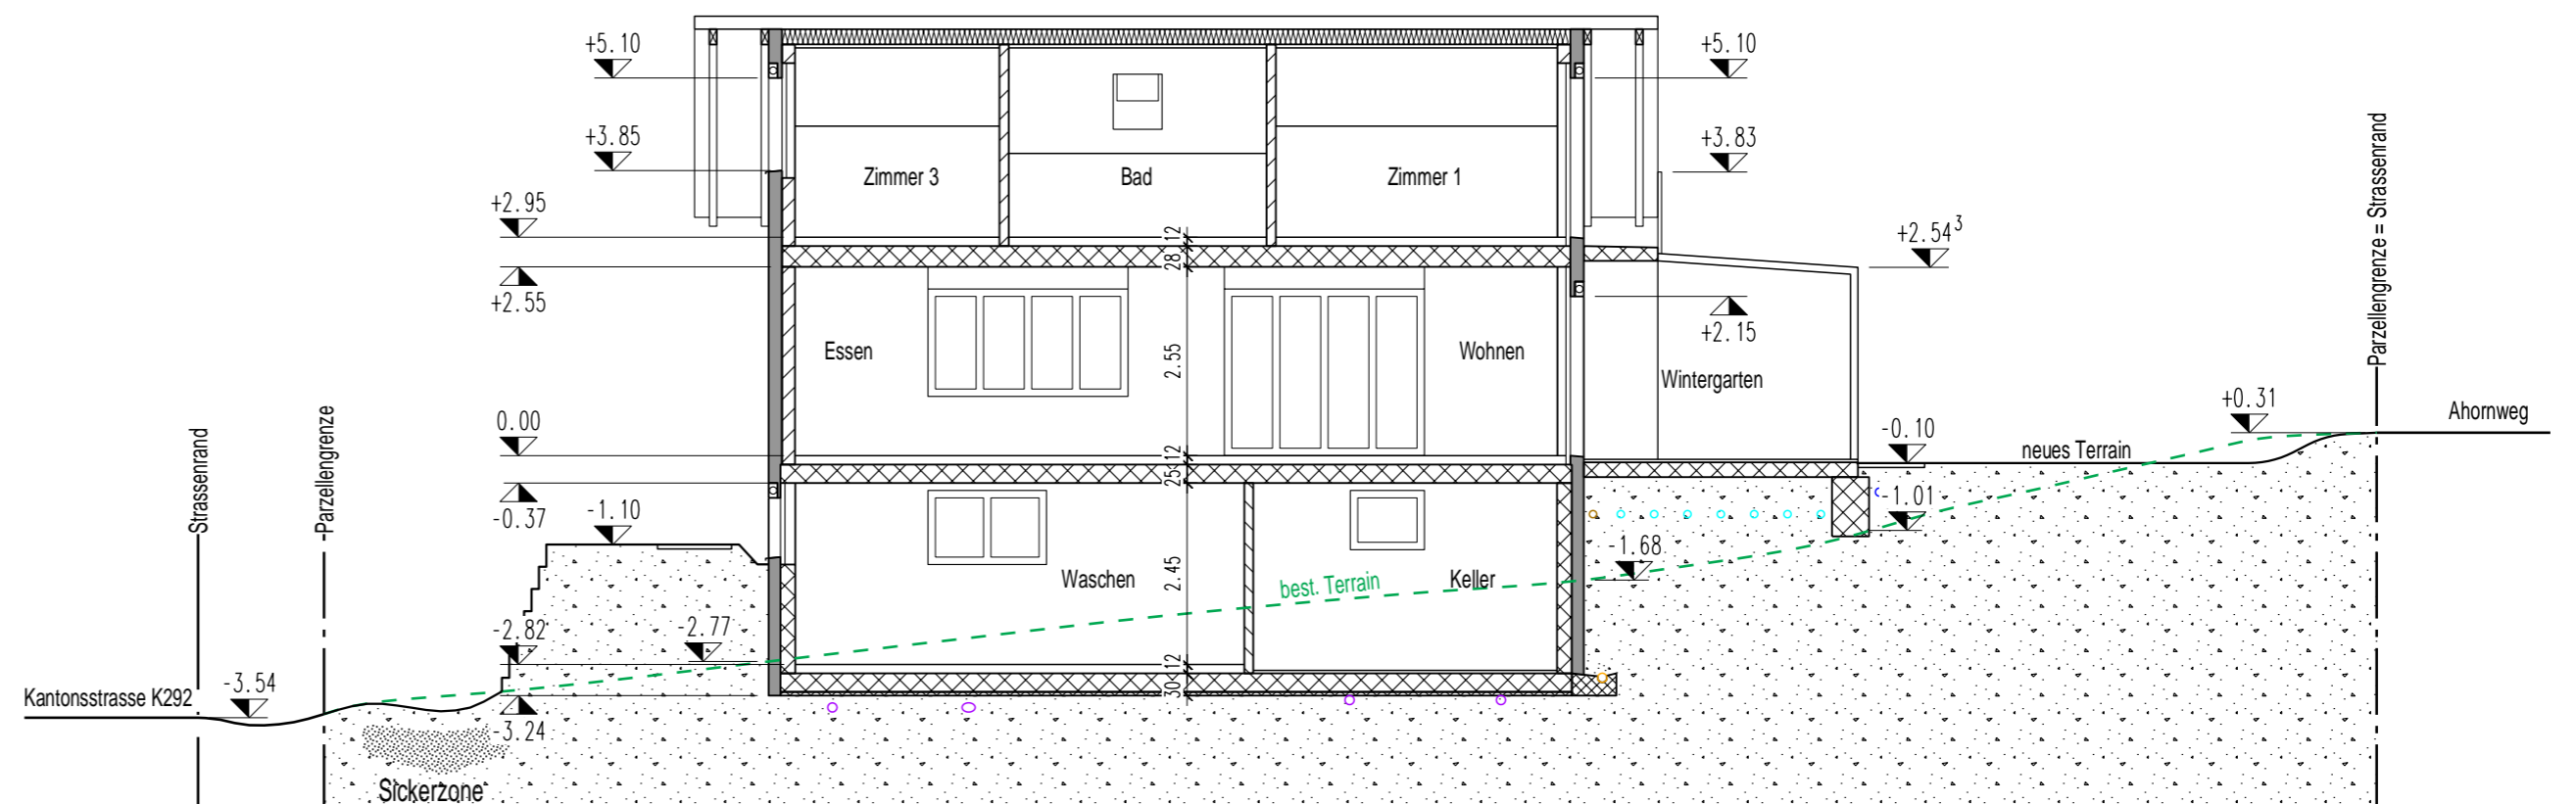 +5.10
+5.10
+3.85
+3.83
Zimmer 3
Bad
Zimmer 1
+2.95
12
28
+2.54³
+2.55
+2.15
Essen
2.55
Wohnen
Wintergarten
Parzellengrenze = Strassenrand
0.00
12
25
+0.31
Ahornweg
-0.10
neues Terrain
Strassenrand
Parzellengrenze
-0.37
-1.10
-1.01
-1.68
Waschen
2.45
best. Terrain
Keller
-2.82
-2.77
12
30
Kantonsstrasse K292
-3.54
-3.24
Sickerzone